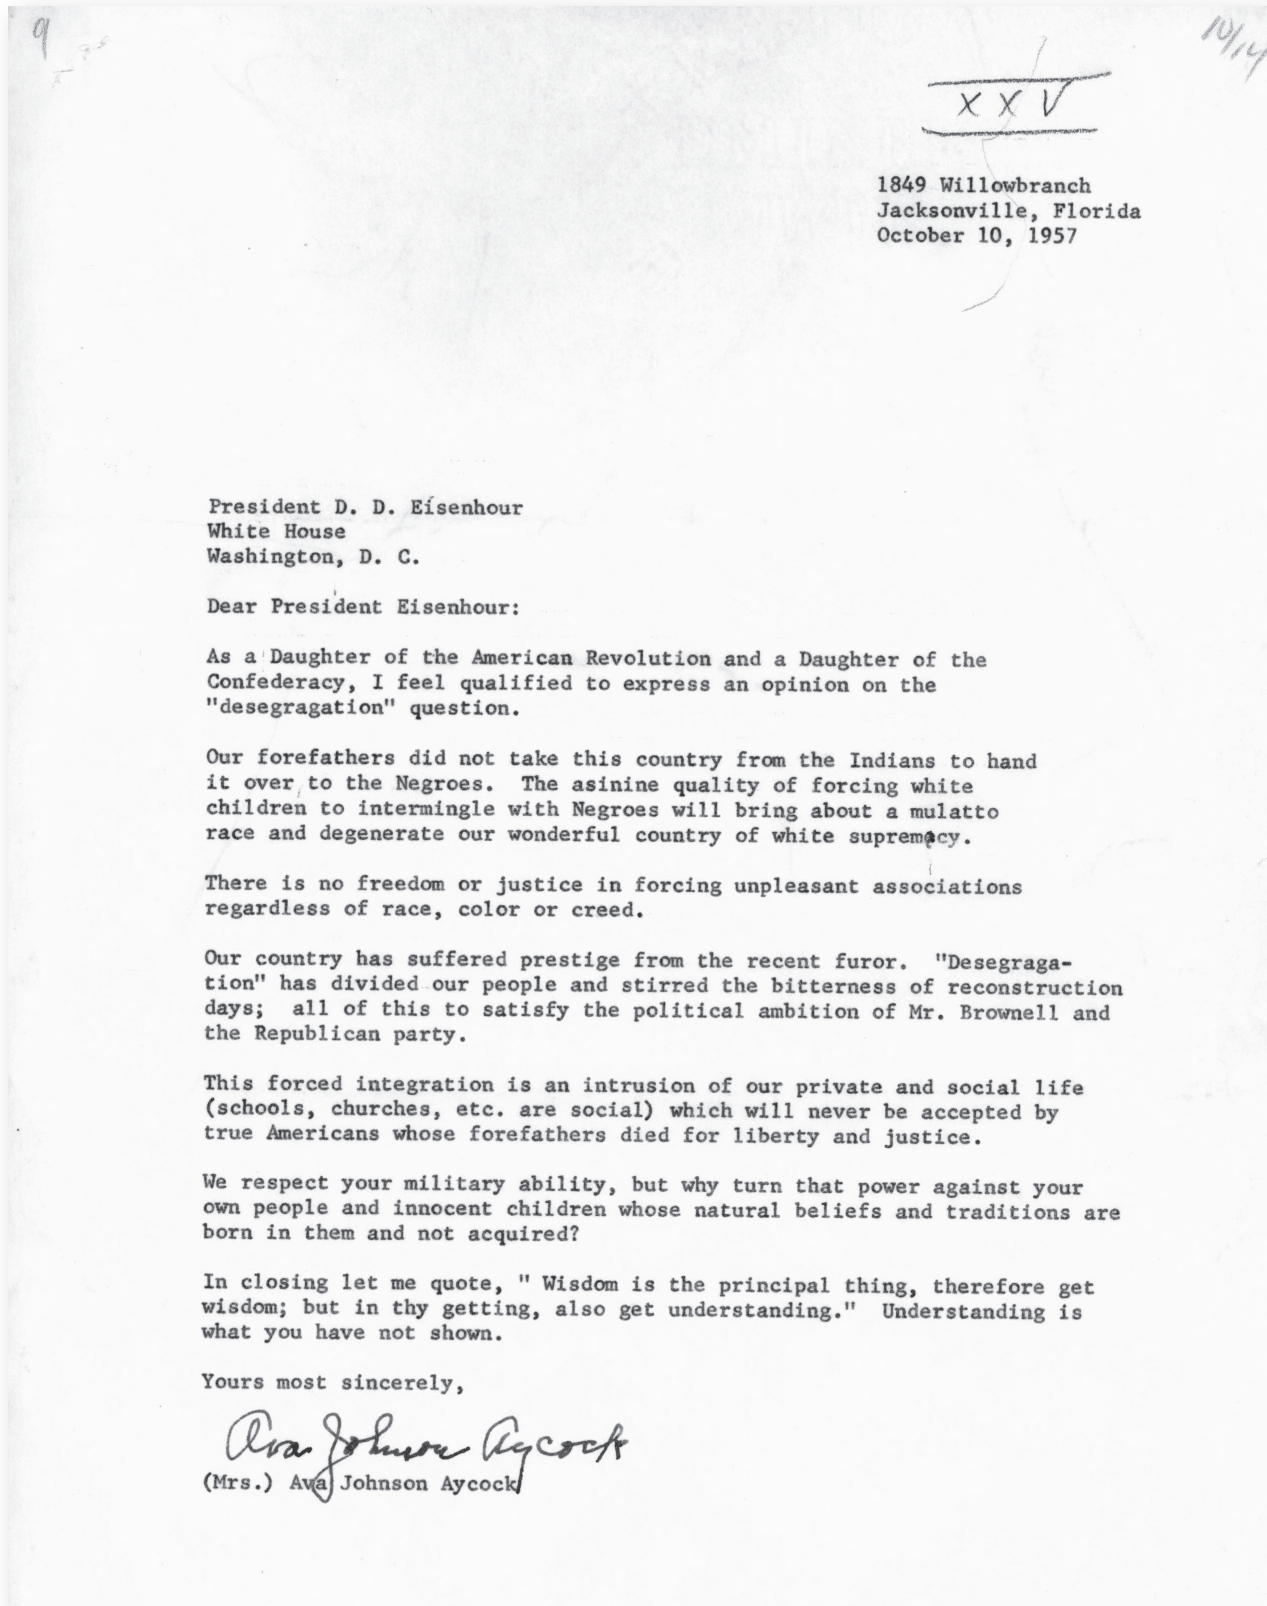 9
10/14
XXV
1849 Willowbranch
Jacksonville, Florida
October 10, 1957
President D. D. Eisenhour
White House
Washington, D. C.
Dear President Eisenhour:
As a Daughter of the American Revolution and a Daughter of the
Confederacy, I feel qualified to express an opinion on the
"desegragation" question.
Our forefathers did not take this country from the Indians to hand
it over to the Negroes.  The asinine quality of forcing white
children to intermingle with Negroes will bring about a mulatto
race and degenerate our wonderful country of white supremacy.
There is no freedom or justice in forcing unpleasant associations
regardless of race, color or creed.
Our country has suffered prestige from the recent furor.  "Desegraga-
tion" has divided our people and stirred the bitterness of reconstruction
days;  all of this to satisfy the political ambition of Mr. Brownell and
the Republican party.
This forced integration is an intrusion of our private and social life
(schools, churches, etc. are social) which will never be accepted by
true Americans whose forefathers died for liberty and justice.
We respect your military ability, but why turn that power against your
own people and innocent children whose natural beliefs and traditions are
born in them and not acquired?
In closing let me quote, " Wisdom is the principal thing, therefore get
wisdom; but in thy getting, also get understanding."  Understanding is
what you have not shown.
Yours most sincerely,
Ava Johnson Aycock
(Mrs.) Ava Johnson Aycock